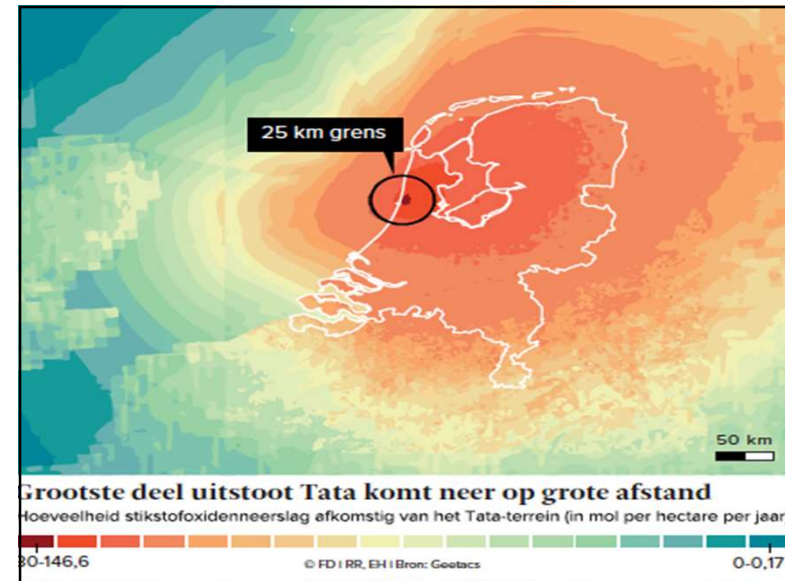 25 km grens
50 km
Grootste deel uitstoot Tata komt neer op grote afstand
Hoeveelheid stikstofoxidenneerslag afkomstig van het Tata-terrein (in mol per hectare per jaar
30-146,6
© FD | RR, EH | Bron: Geotacs
0-0,17